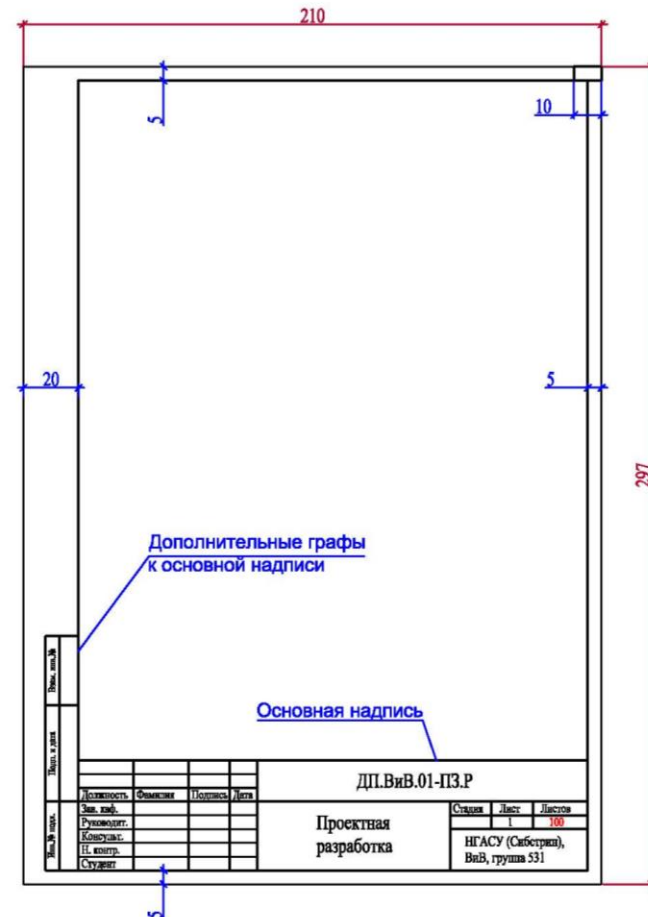 210
5
10
20
5
297
Дополнительные графы
к основной надписи
Взам. инв.№
Подп. и дата
Инв.№ подл.
Основная надпись
ДП.ВиВ.01-ПЗ.Р
Должность Фамилия Подпись Дата
Зав. каф.
Руководит.
Консульт.
Н. контр.
Студент
Проектная
разработка
Стадия Лист Листов
1 100
НГАСУ (Сибстрин),
ВиВ, группа 531
5